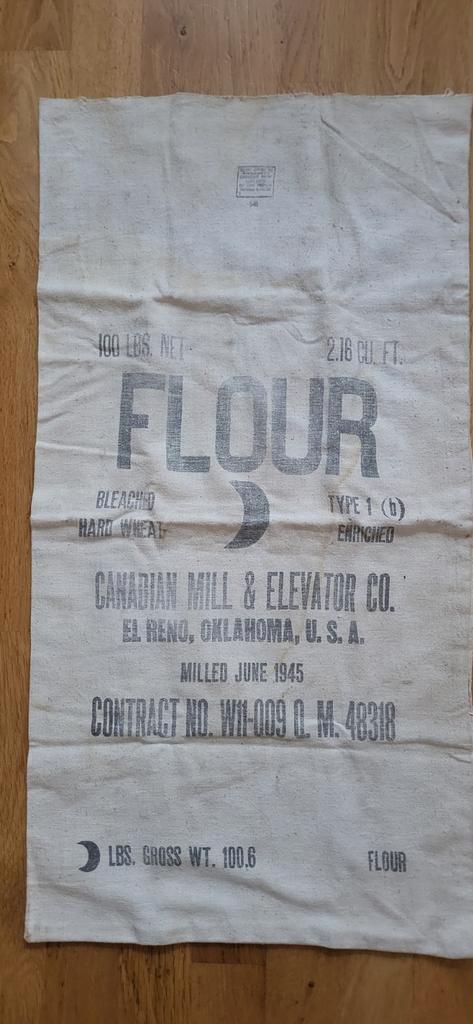 100 LBS. NET
2.16 CU. FT.
FLOUR
BLEACHED
HARD WHEAT
TYPE 1 (b)
ENRICHED
CANADIAN MILL & ELEVATOR CO.
EL RENO, OKLAHOMA, U. S. A.
MILLED JUNE 1945
CONTRACT NO. W11-009 Q. M. 48318
LBS. GROSS WT. 100.6
FLOUR